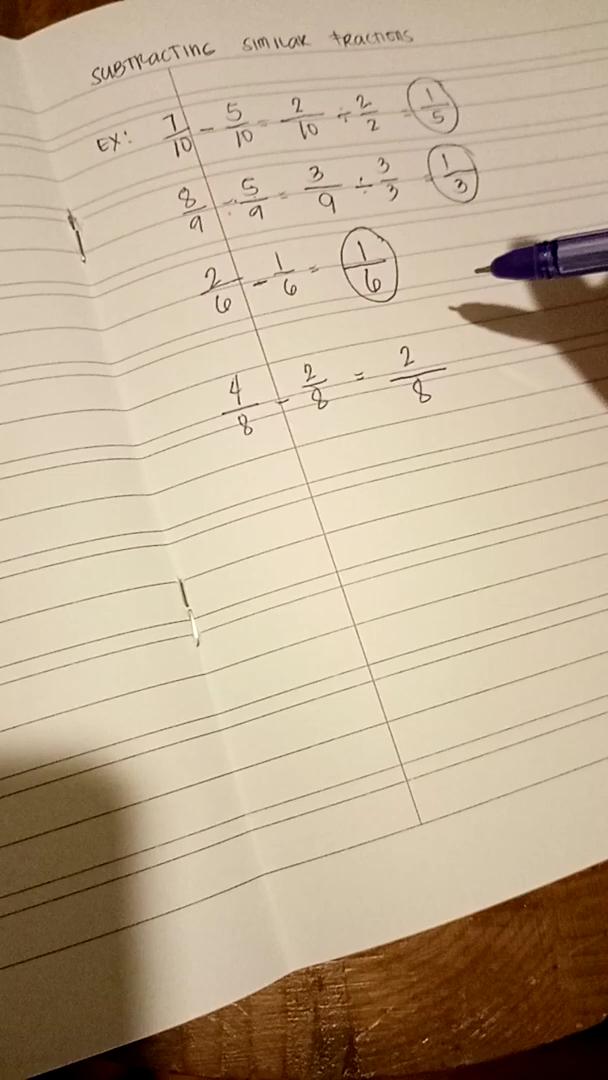 SUBTRACTING SIMILAR fRACTIONS
EX: 7/10 - 5/10 = 2/10 ÷ 2/2 = 1/5
8/9 ÷ 5/9 = 3/9 ÷ 3/3 = 1/3
2/6 - 1/6 = 1/6
4/8 - 2/8 = 2/8